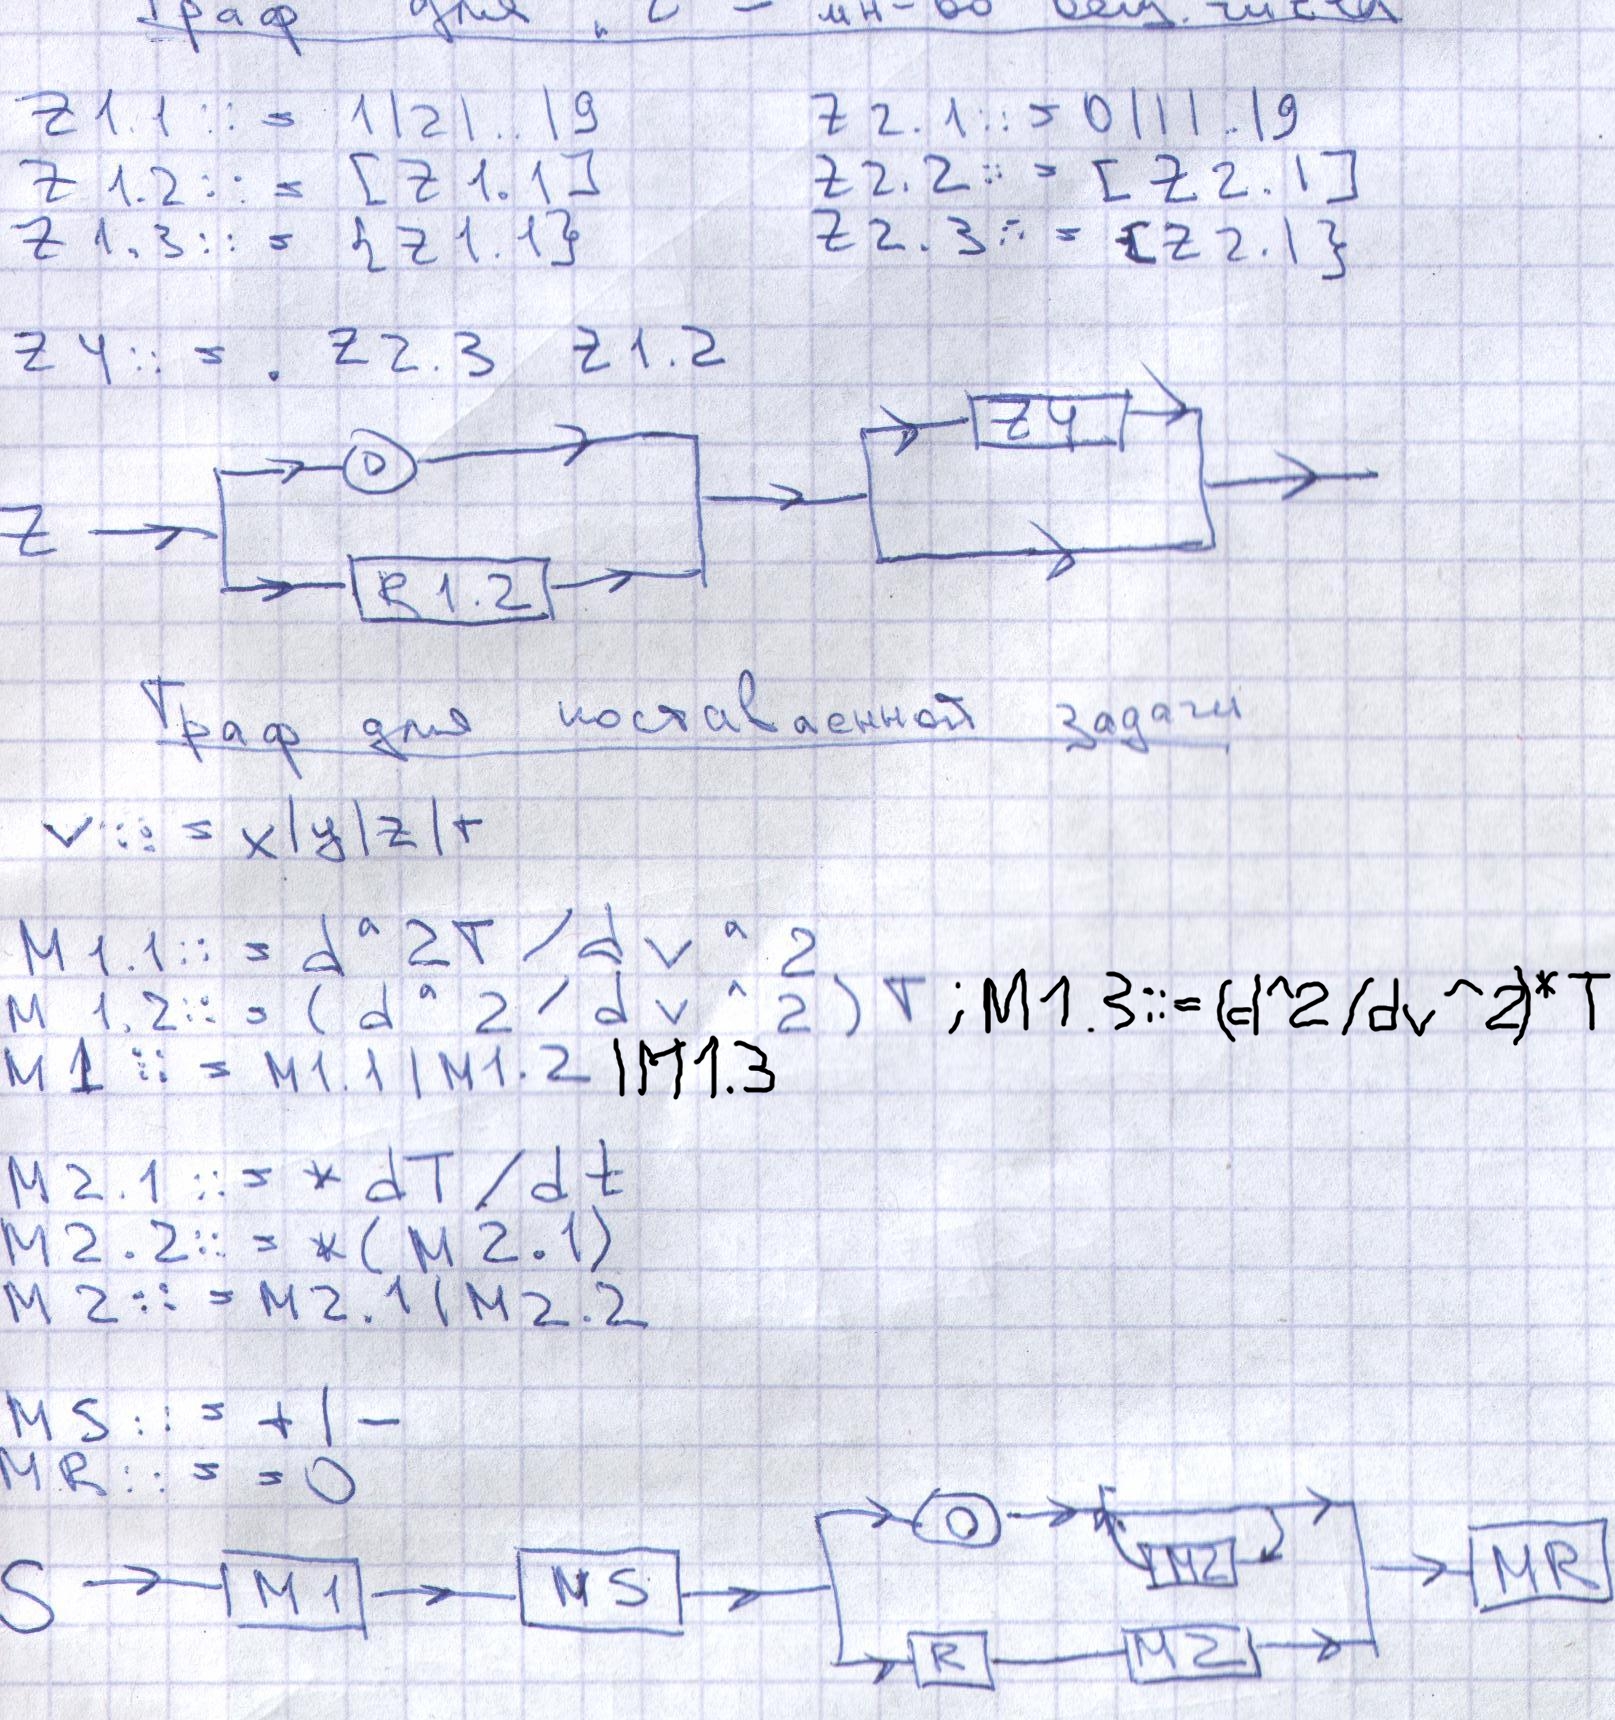 Граф для "Z - мн-во вещ. числа
Z1.1 ::= 1|2|..|9
Z2.1 ::= 0|1|..|9
Z1.2 ::= [Z1.1]
Z2.2 ::= [Z2.1]
Z1.3 ::= {Z1.1}
Z2.3 ::= {Z2.1}
Z4 ::= . Z2.3 Z1.2
Z4
0
Z
R1.2
Граф для поставленной задачи
v ::= x|y|z|t
M1.1 ::= d^2T/dv^2
M1.2 ::= (d^2/dv^2)T ; M1.3 ::= (d^2/dv^2)*T
M1 ::= M1.1|M1.2|M1.3
M2.1 ::= *dT/dt
M2.2 ::= *(M2.1)
M2 ::= M2.1|M2.2
MS ::= +|-
MR ::= =0
0
M2
S M1 MS MR
R M2